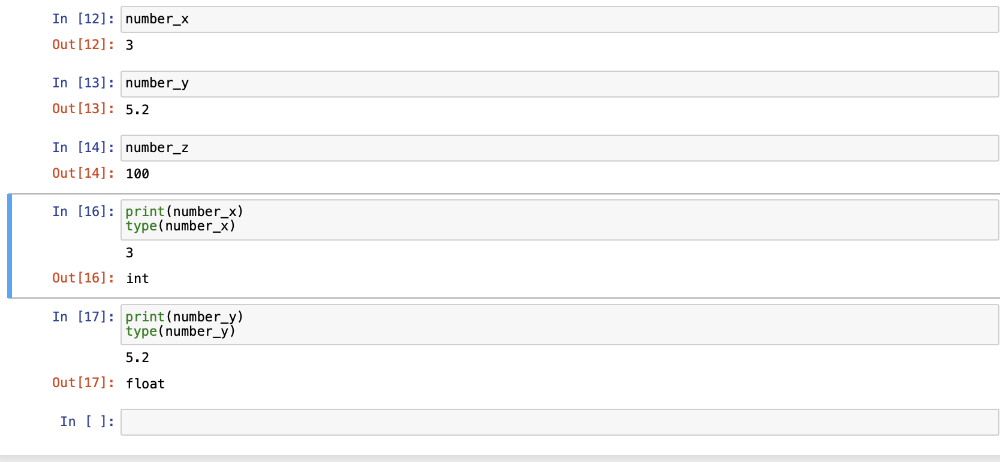 In [12]: number_x
Out[12]: 3
In [13]: number_y
Out[13]: 5.2
In [14]: number_z
Out[14]: 100
In [16]: print(number_x)
type(number_x)
3
Out[16]: int
In [17]: print(number_y)
type(number_y)
5.2
Out[17]: float
In [ ]: